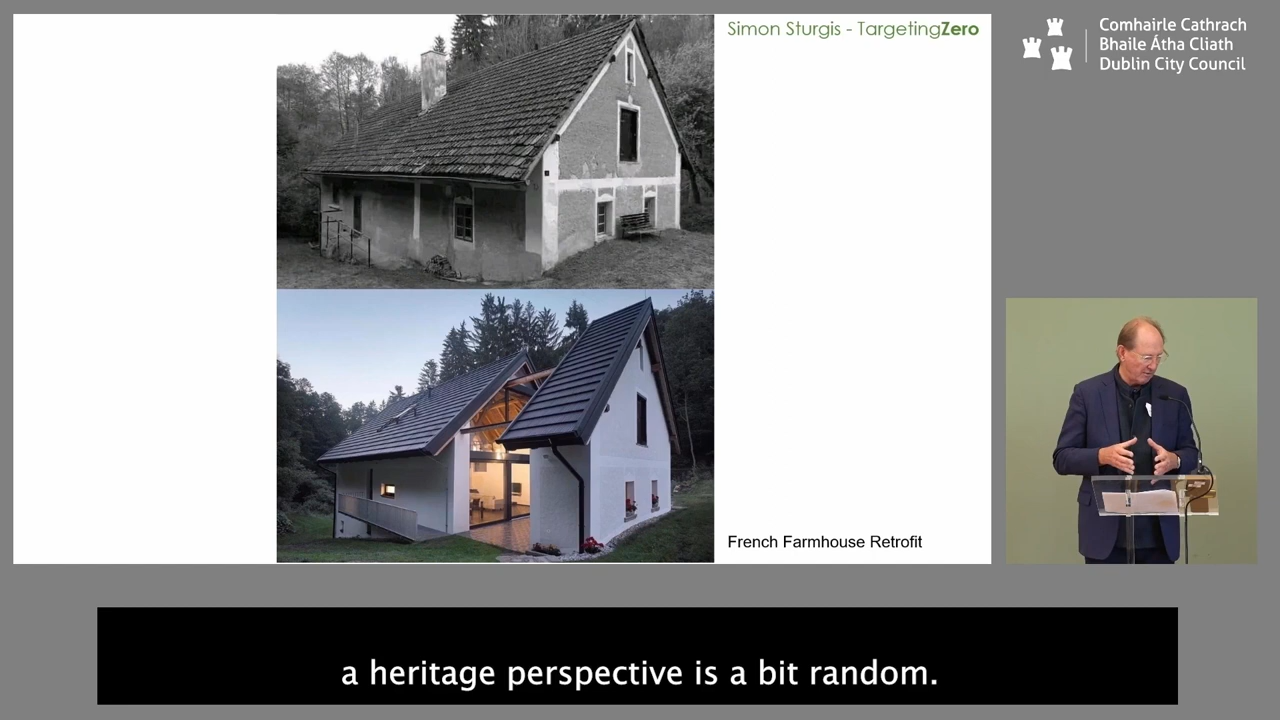 Simon Sturgis - TargetingZero
Comhairle Cathrach
Bhaile Átha Cliath
Dublin City Council
French Farmhouse Retrofit
a heritage perspective is a bit random.